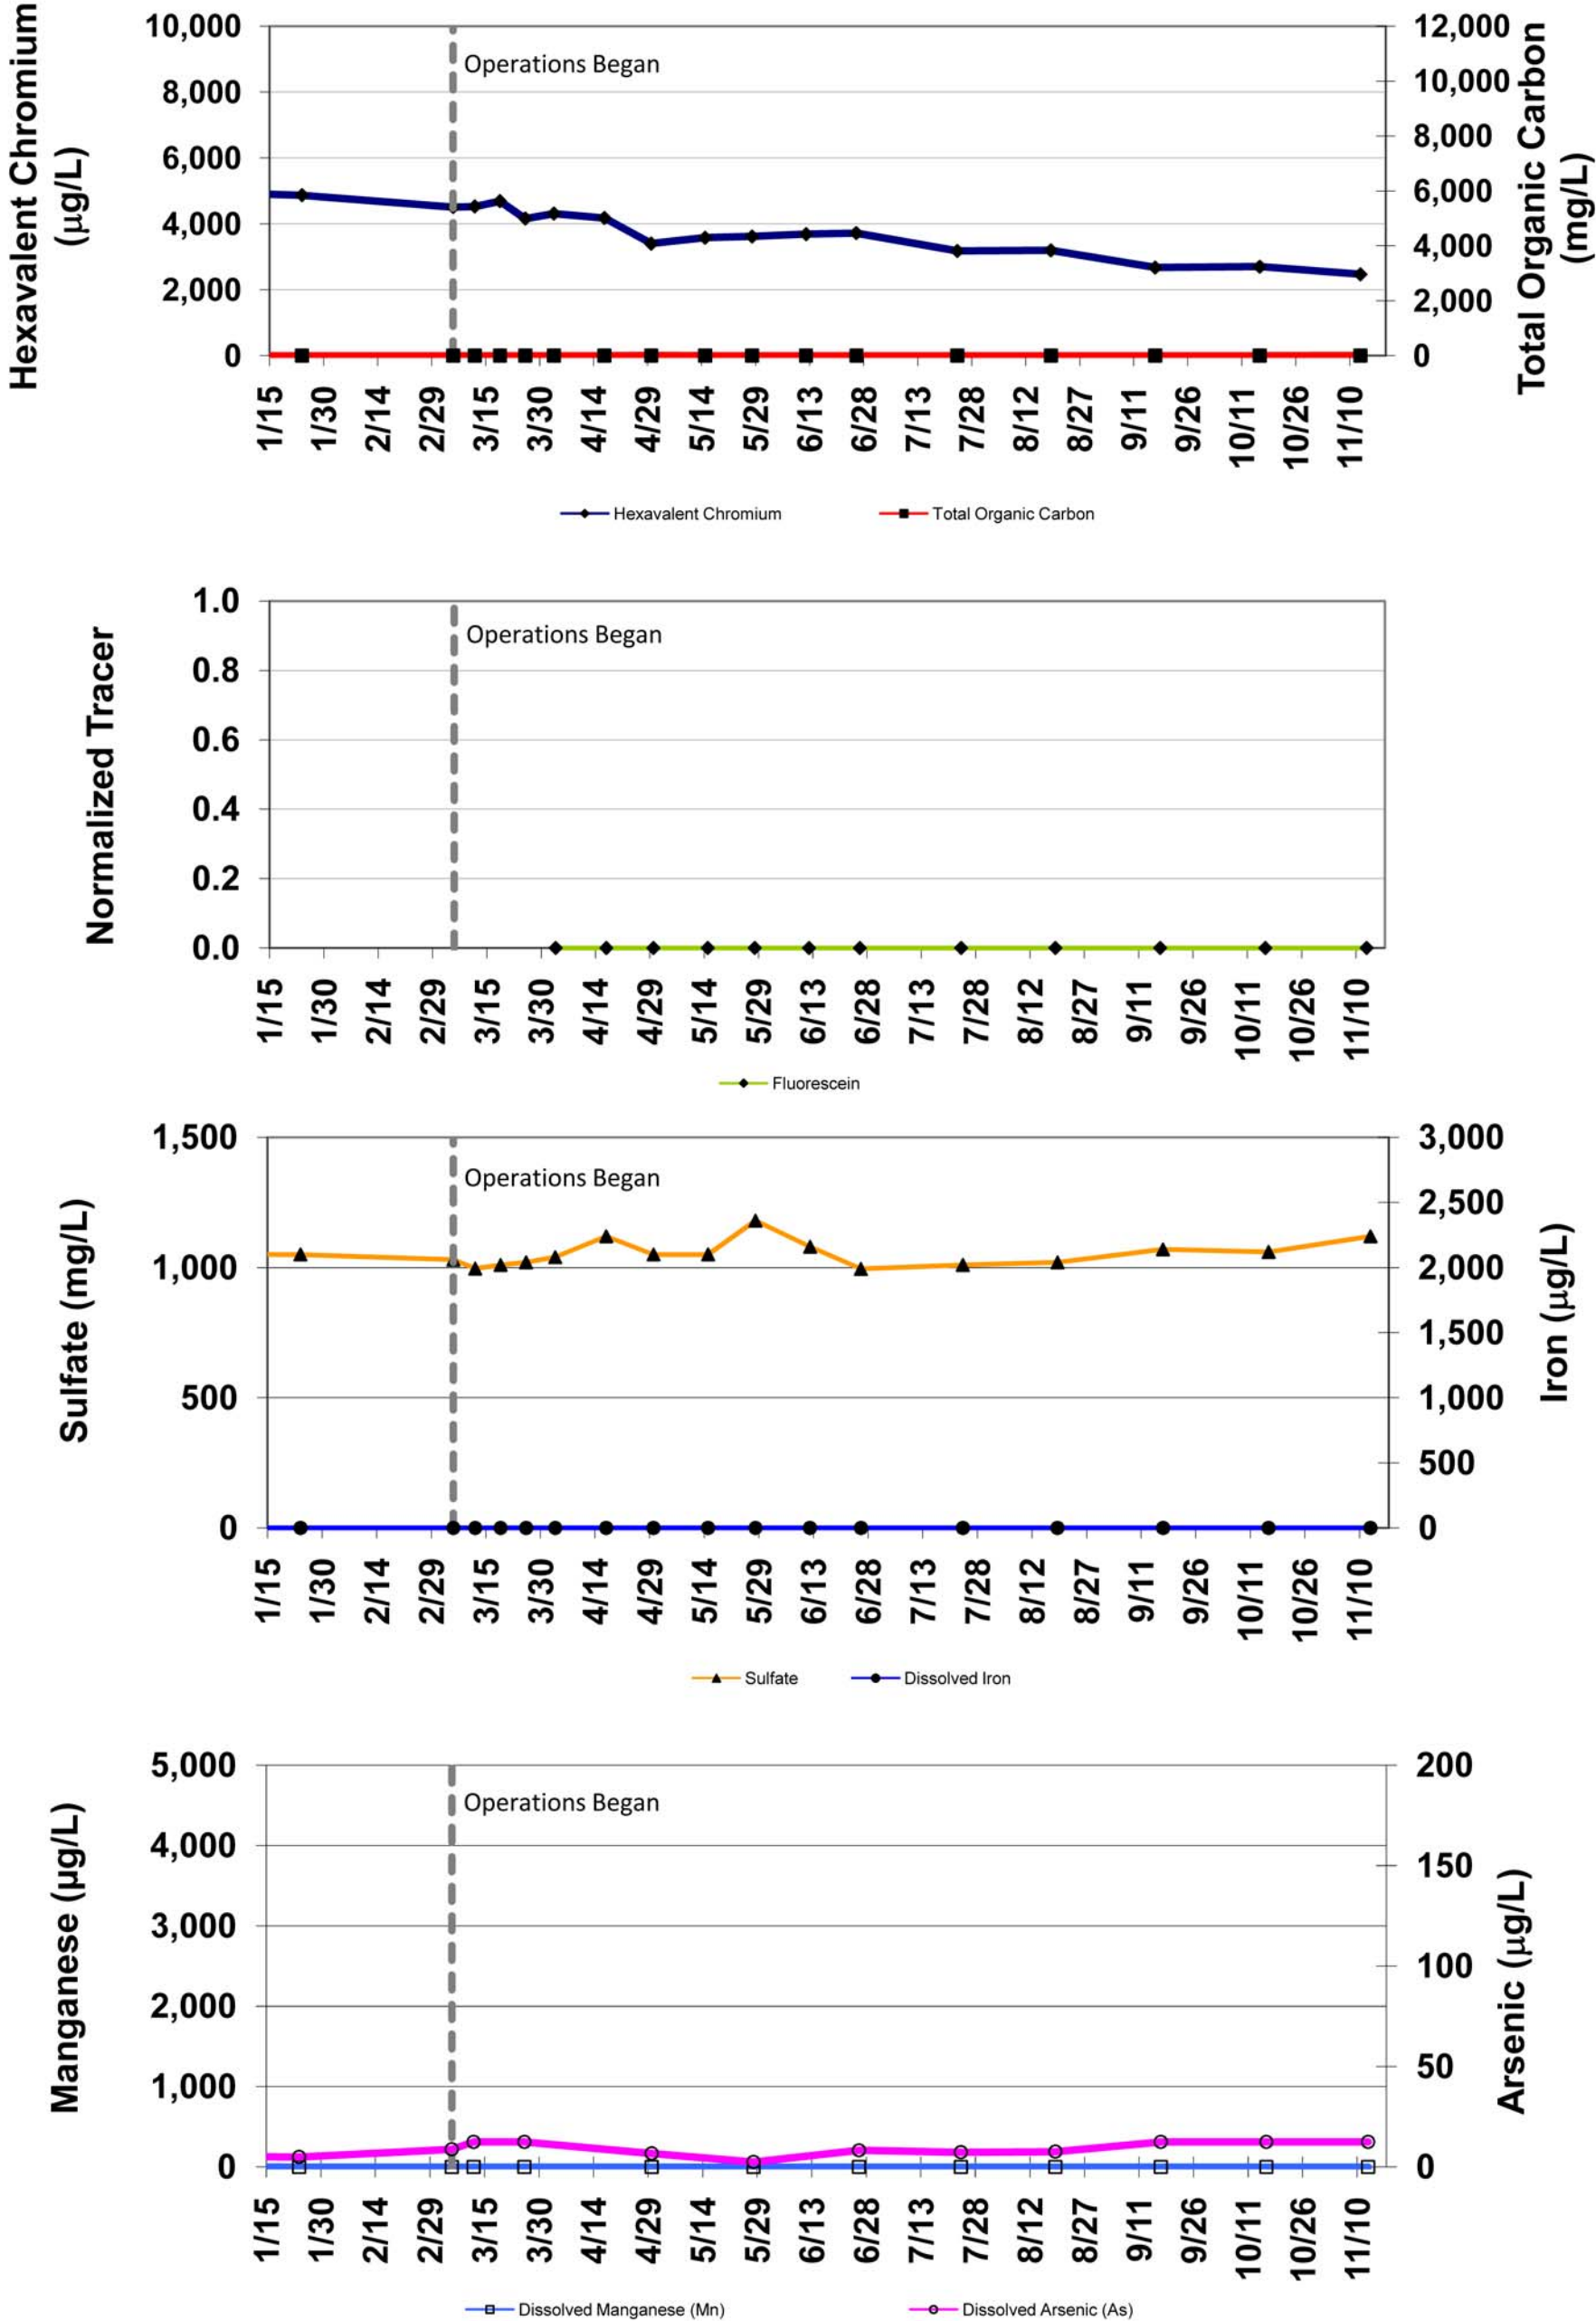 Hexavalent Chromium
(µg/L)
10,000
8,000
6,000
4,000
2,000
0
Operations Began
12,000
10,000
8,000
6,000
4,000
2,000
0
Total Organic Carbon
(mg/L)
1/15 1/30 2/14 2/29 3/15 3/30 4/14 4/29 5/14 5/29 6/13 6/28 7/13 7/28 8/12 8/27 9/11 9/26 10/11 10/26 11/10
Hexavalent Chromium Total Organic Carbon
Normalized Tracer
1.0
0.8
0.6
0.4
0.2
0.0
Operations Began
1/15 1/30 2/14 2/29 3/15 3/30 4/14 4/29 5/14 5/29 6/13 6/28 7/13 7/28 8/12 8/27 9/11 9/26 10/11 10/26 11/10
Fluorescein
Sulfate (mg/L)
1,500
1,000
500
0
Operations Began
3,000
2,500
2,000
1,500
1,000
500
0
Iron (µg/L)
1/15 1/30 2/14 2/29 3/15 3/30 4/14 4/29 5/14 5/29 6/13 6/28 7/13 7/28 8/12 8/27 9/11 9/26 10/11 10/26 11/10
Sulfate Dissolved Iron
Manganese (µg/L)
5,000
4,000
3,000
2,000
1,000
0
Operations Began
200
150
100
50
0
Arsenic (µg/L)
1/15 1/30 2/14 2/29 3/15 3/30 4/14 4/29 5/14 5/29 6/13 6/28 7/13 7/28 8/12 8/27 9/11 9/26 10/11 10/26 11/10
Dissolved Manganese (Mn) Dissolved Arsenic (As)